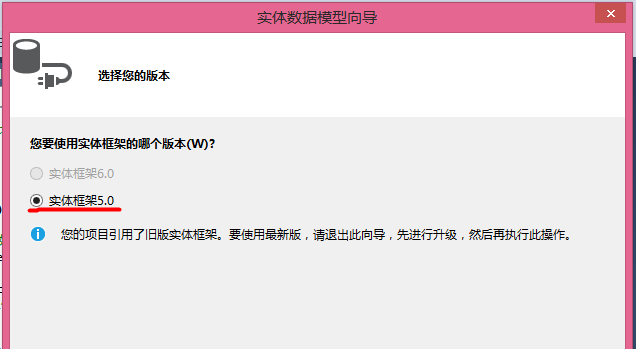 实体数据模型向导
选择您的版本
您要使用实体框架的哪个版本(W)?
实体框架6.0
实体框架5.0
您的项目引用了旧版实体框架。要使用最新版，请退出此向导，先进行升级，然后再执行此操作。